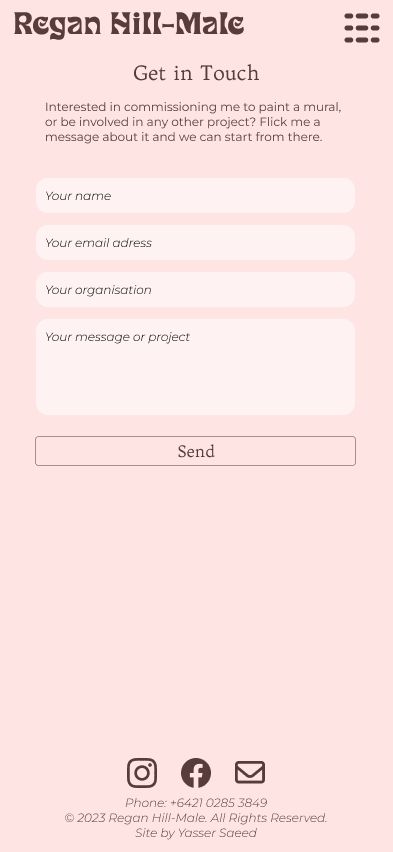 Regan Hill-Male
Get in Touch
Interested in commissioning me to paint a mural,
or be involved in any other project? Flick me a
message about it and we can start from there.
Your name
Your email adress
Your organisation
Your message or project
Send
Phone: +6421 0285 3849
© 2023 Regan Hill-Male. All Rights Reserved.
Site by Yasser Saeed